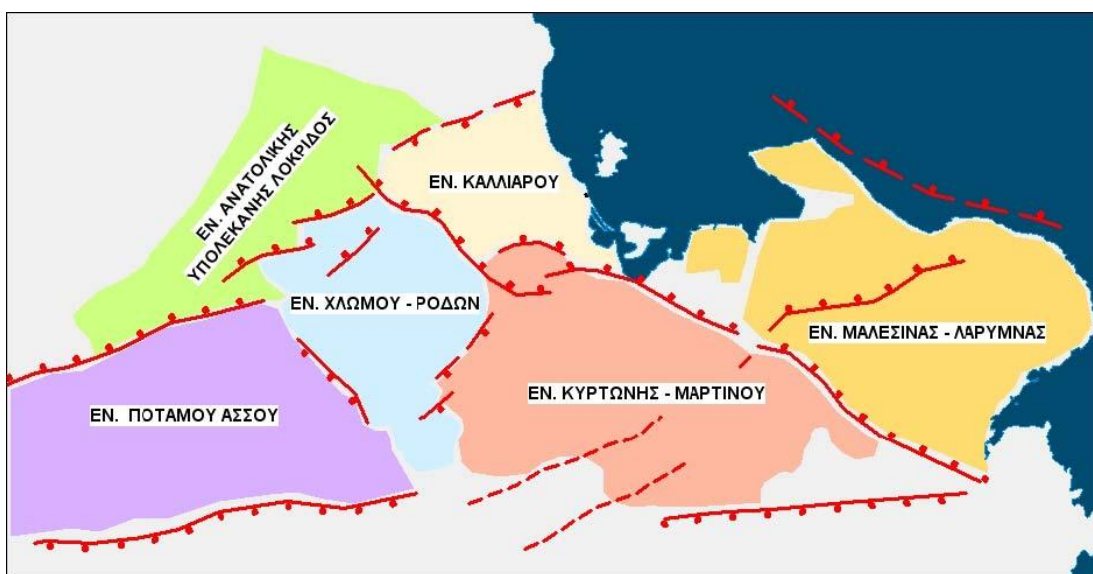 ΕΝ. ΑΝΑΤΟΛΙΚΗΣ
ΥΠΟΛΕΚΑΝΗΣ ΛΟΚΡΙΔΟΣ
ΕΝ. ΚΑΛΛΙΑΡΟΥ
ΕΝ. ΧΛΩΜΟΥ - ΡΟΔΩΝ
ΕΝ. ΜΑΛΕΣΙΝΑΣ - ΛΑΡΥΜΝΑΣ
ΕΝ. ΚΥΡΤΩΝΗΣ - ΜΑΡΤΙΝΟΥ
ΕΝ. ΠΟΤΑΜΟΥ ΑΣΣΟΥ